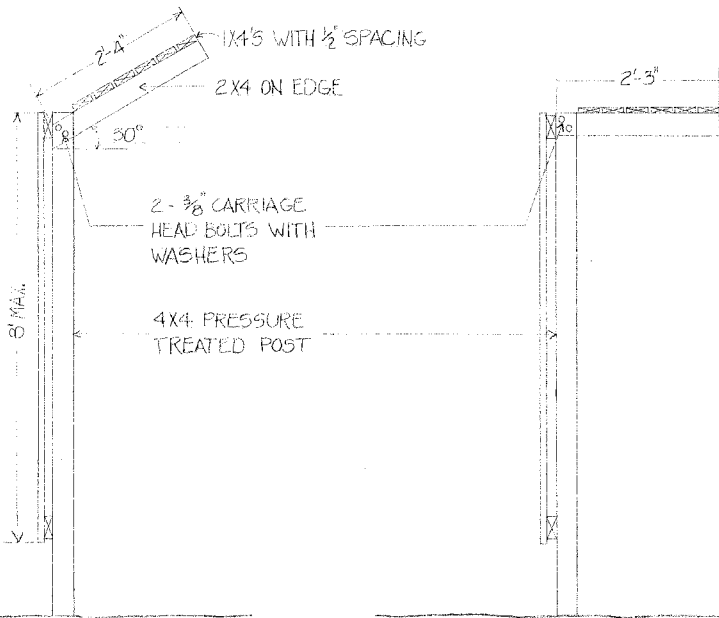 2'-4"
1X4'S WITH ½" SPACING
2X4 ON EDGE
30°
2'-3"
2 - ⅜" CARRIAGE
HEAD BOLTS WITH
WASHERS
8' MAX.
4X4 PRESSURE
TREATED POST